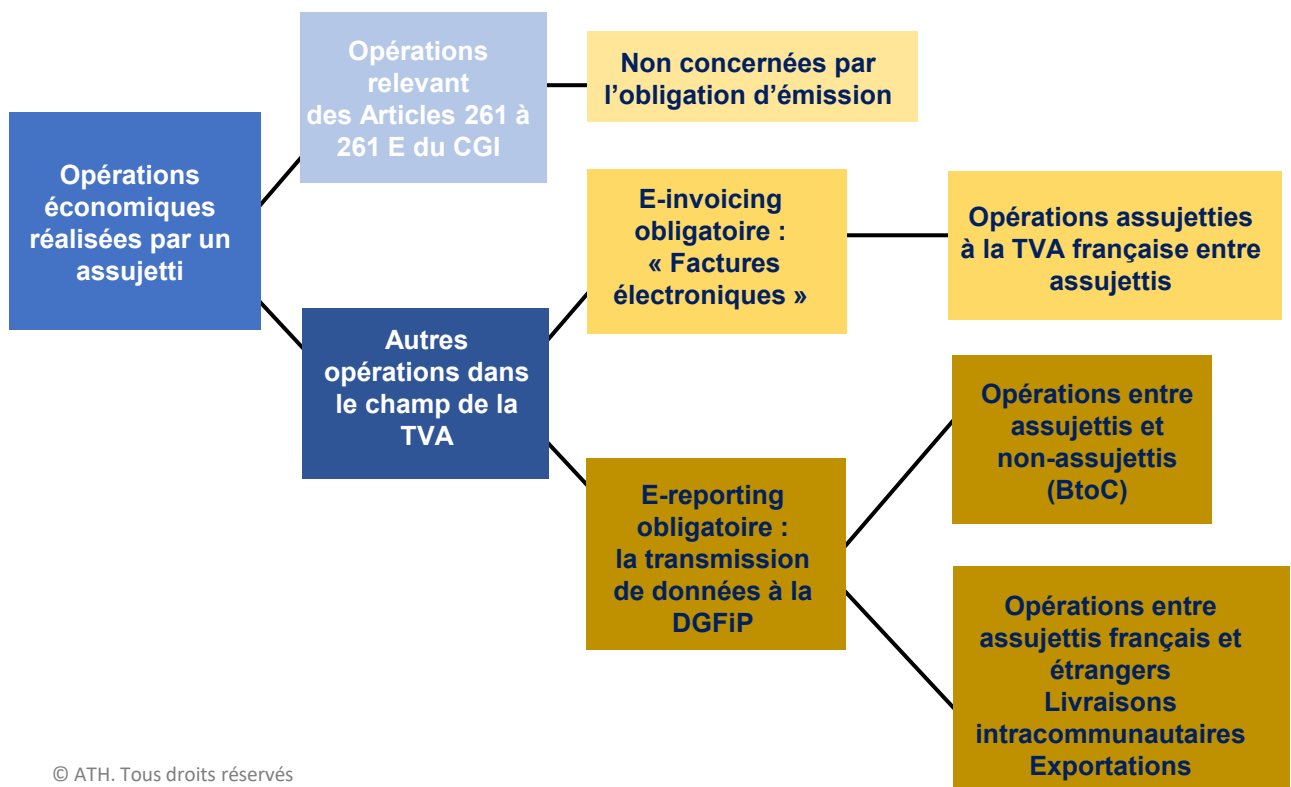 Opérations
économiques
réalisées par un
assujetti
Opérations
relevant
des Articles 261 à
261 E du CGI
Non concernées par
l'obligation d'émission
Autres
opérations dans
le champ de la
TVA
E-invoicing
obligatoire :
« Factures
électroniques »
Opérations assujetties
à la TVA française entre
assujettis
E-reporting
obligatoire :
la transmission
de données à la
DGFiP
Opérations entre
assujettis et
non-assujettis
(BtoC)
Opérations entre
assujettis français et
étrangers
Livraisons
intracommunautaires
Exportations
© ATH. Tous droits réservés